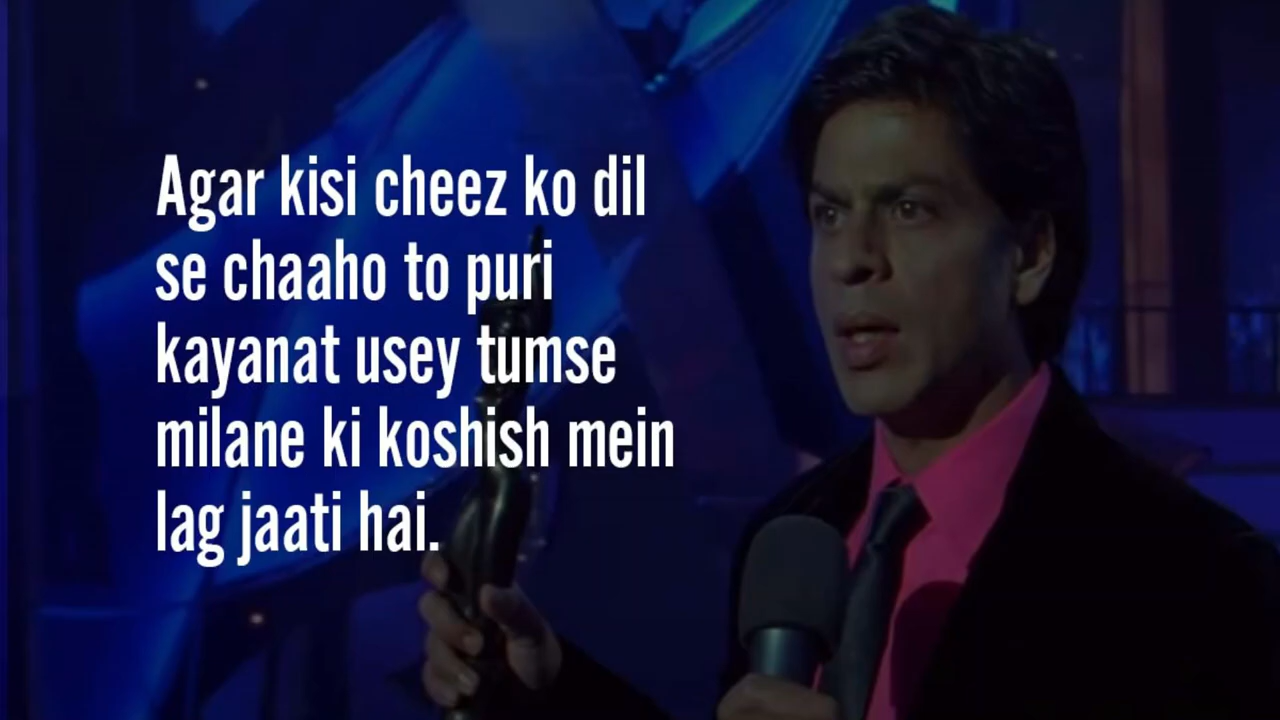 Agar kisi cheez ko dil
se chaaho to puri
kayanat usey tumse
milane ki koshish mein
lag jaati hai.